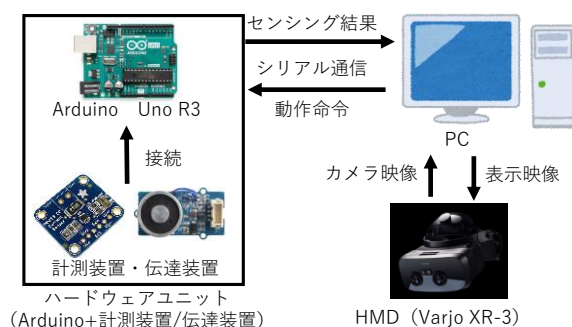 センシング結果
シリアル通信
動作命令
Arduino Uno R3
PC
接続
カメラ映像
表示映像
計測装置・伝達装置
ハードウェアユニット
（Arduino+計測装置/伝達装置）
HMD（Varjo XR-3）